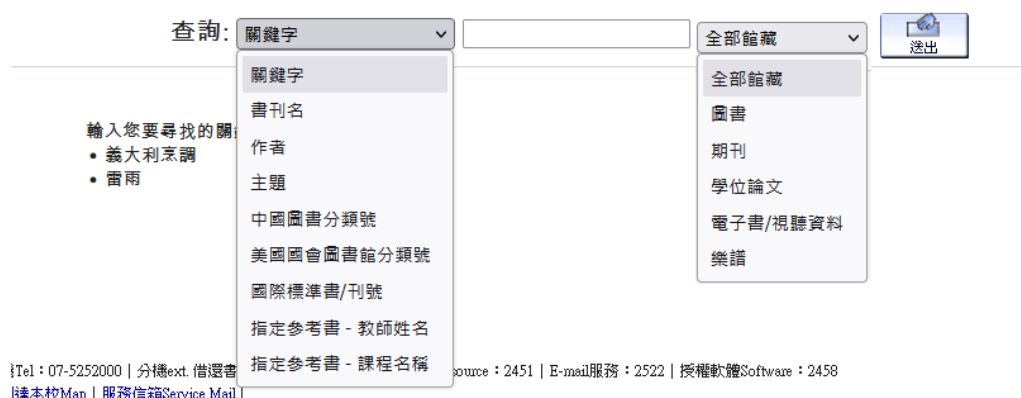 查詢: 關鍵字 全部館藏 送出
關鍵字
書刊名
作者
主題
中國圖書分類號
美國國會圖書館分類號
國際標準書/刊號
指定參考書 - 教師姓名
指定參考書 - 課程名稱
全部館藏
圖書
期刊
學位論文
電子書/視聽資料
樂譜
輸入您要尋找的關
• 義大利烹調
• 雷雨
Tel：07-5252000 | 分機ext. 借還書 ource：2451 | E-mail服務：2522 | 授權軟體Software：2458
達本校Map | 服務信箱Service Mail |